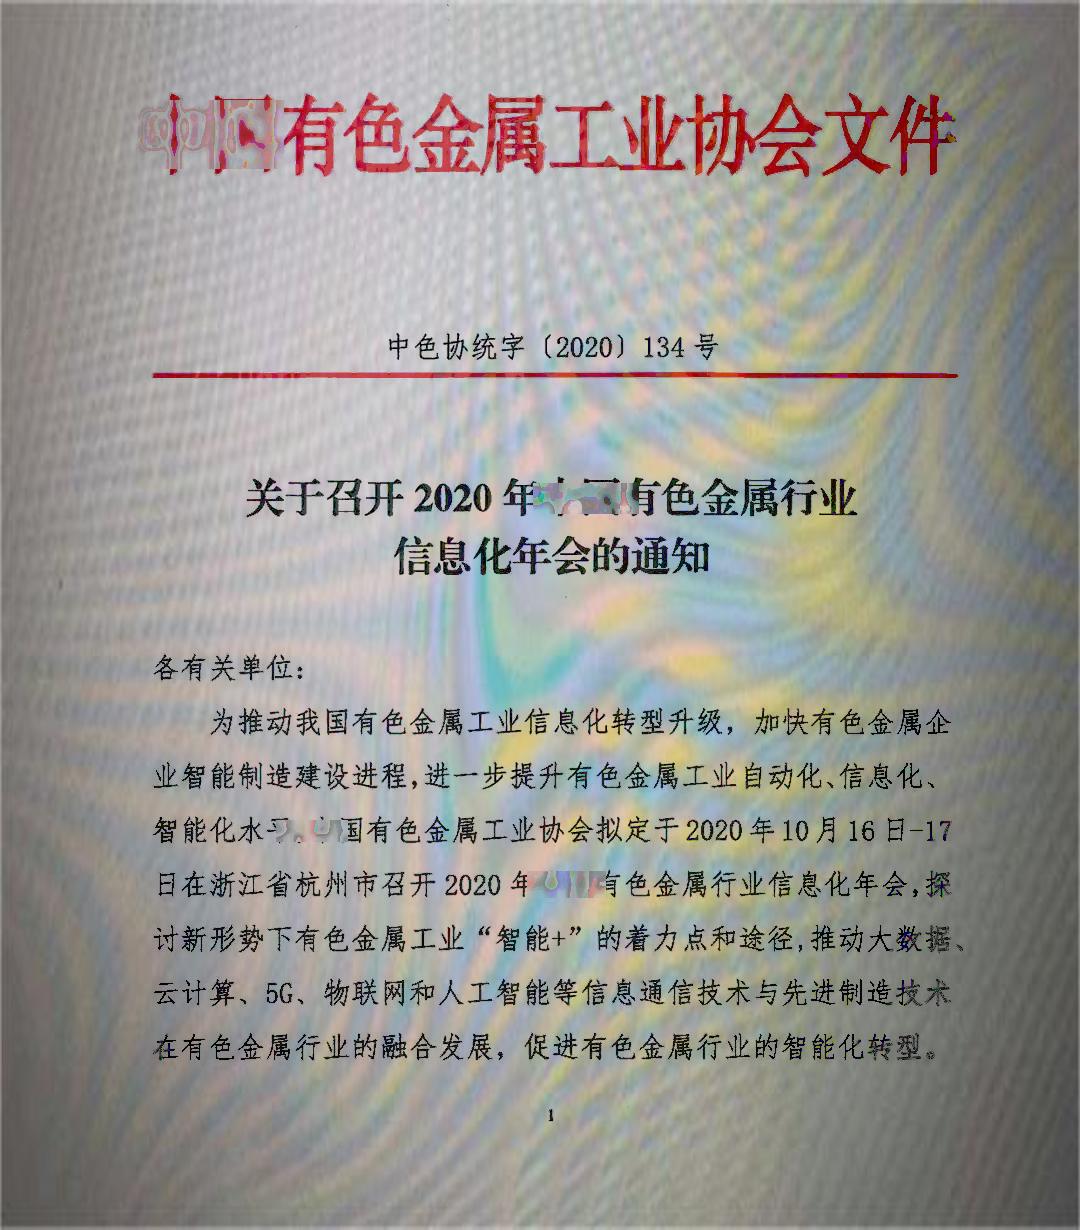 中国有色金属工业协会文件
中色协统字〔2020〕134 号
关于召开 2020 年中国有色金属行业
信息化年会的通知
各有关单位：
为推动我国有色金属工业信息化转型升级，加快有色金属企
业智能制造建设进程,进一步提升有色金属工业自动化、信息化、
智能化水平。中国有色金属工业协会拟定于 2020 年 10 月 16 日-17
日在浙江省杭州市召开 2020 年有色金属行业信息化年会,探
讨新形势下有色金属工业“智能+”的着力点和途径,推动大数据、
云计算、5G、物联网和人工智能等信息通信技术与先进制造技术
在有色金属行业的融合发展，促进有色金属行业的智能化转型。
1